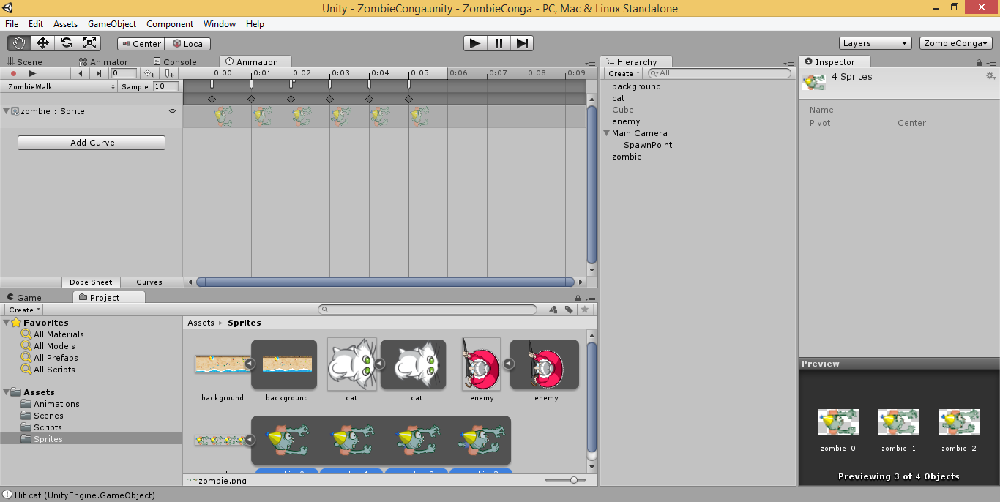 Unity - ZombieConga.unity - ZombieConga - PC, Mac & Linux Standalone
File Edit Assets GameObject Component Window Help
Center Local Layers ZombieConga
Scene Animator Console Animation
0 0:00 0:01 0:02 0:03 0:04 0:05 0:06 0:07 0:08 0:09
ZombieWalk Sample 10
zombie : Sprite
Add Curve
Dope Sheet Curves
Hierarchy
Create All
background
cat
Cube
enemy
Main Camera
SpawnPoint
zombie
Inspector
4 Sprites
Name -
Pivot Center
Game Project
Create
Favorites
All Materials
All Models
All Prefabs
All Scripts
Assets
Animations
Scenes
Scripts
Sprites
Assets Sprites
background background cat cat enemy enemy
zombie zombie_0 zombie_1 zombie_2 zombie_3
zombie.png
Preview
zombie_0 zombie_1 zombie_2
Previewing 3 of 4 Objects
Hit cat (UnityEngine.GameObject)